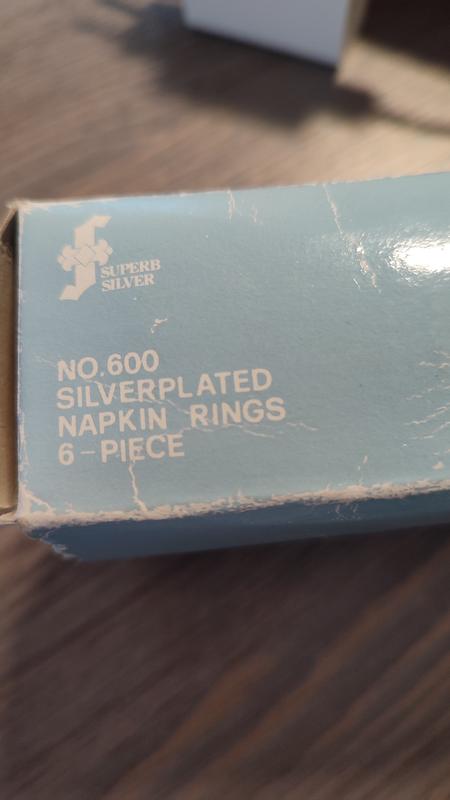 SUPERB
SILVER
NO.600
SILVERPLATED
NAPKIN RINGS
6-PIECE